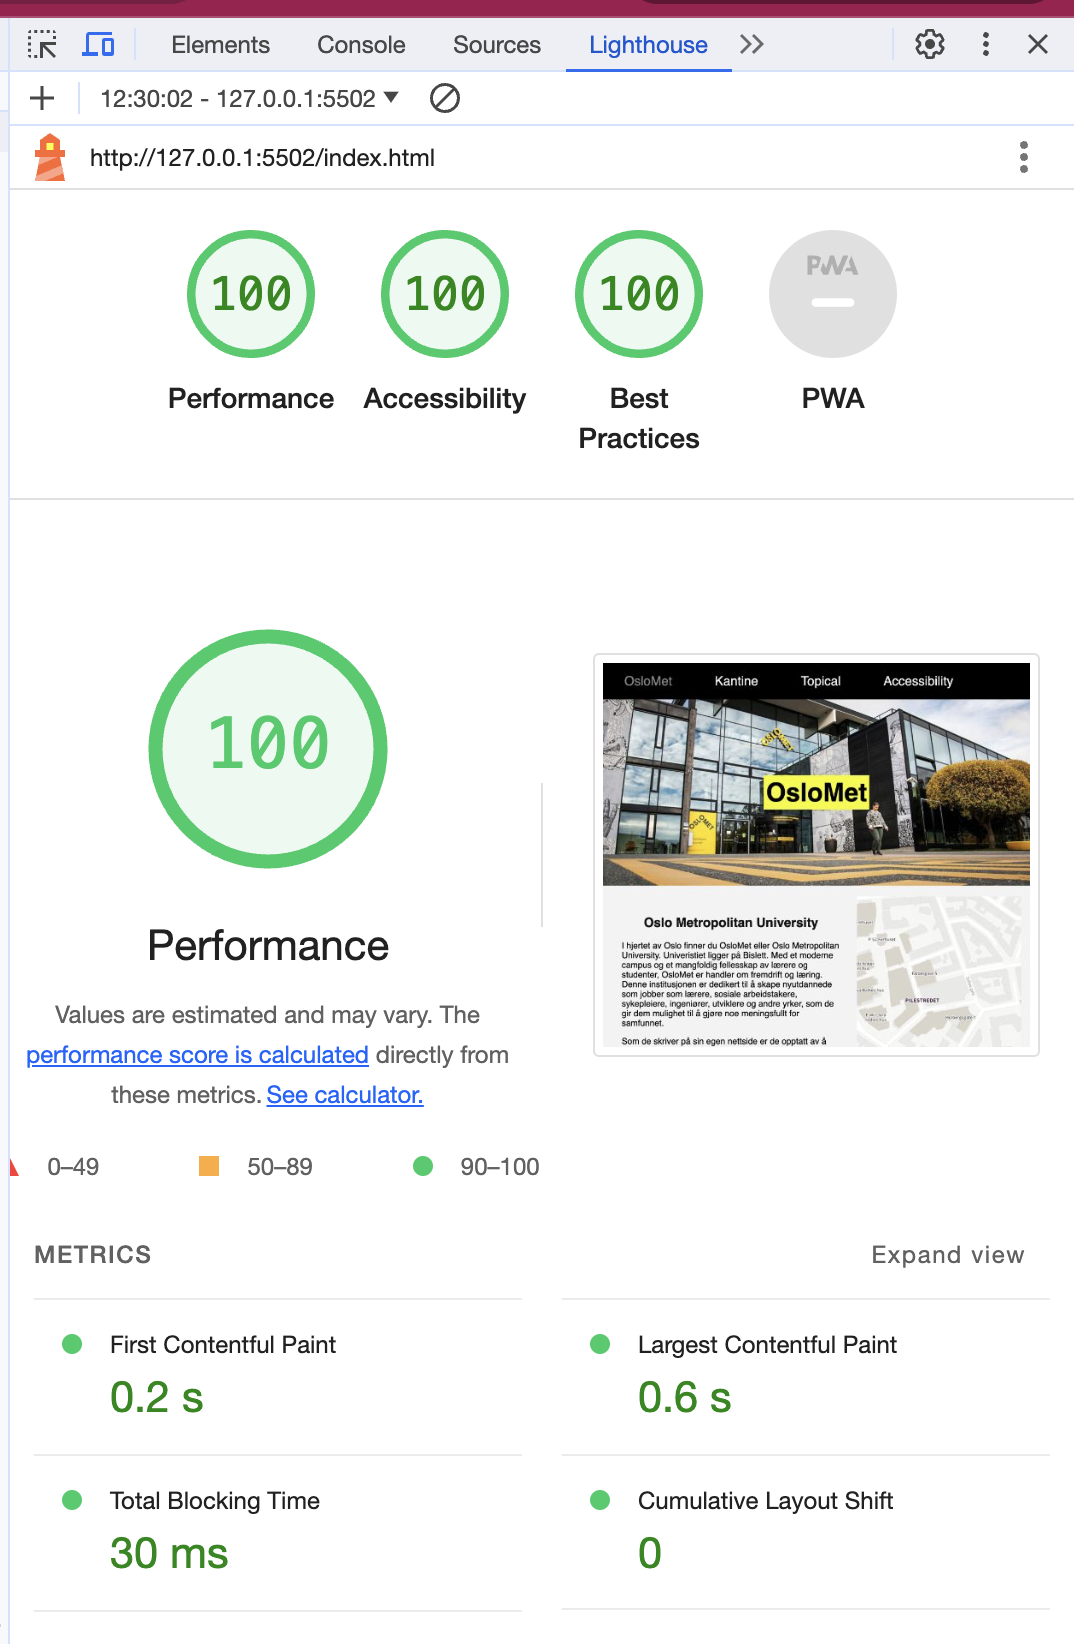 Elements Console Sources Lighthouse
12:30:02 - 127.0.0.1:5502
http://127.0.0.1:5502/index.html
100 100 100 PWA
Performance Accessibility Best Practices PWA
100
Performance
Values are estimated and may vary. The
performance score is calculated directly from
these metrics. See calculator.
0–49 50–89 90–100
OsloMet Kantine Topical Accessibility
OSLOMET
OsloMet
OSLOMET
Oslo Metropolitan University
I hjertet av Oslo finner du OsloMet eller Oslo Metropolitan
University. Univeristiet ligger på Bislett. Med et moderne
campus og et mangfoldig fellesskap av lærere og
studenter, OsloMet er handler om fremdrift og læring.
Denne institusjonen er dedikert til å skape nyutdannede
som jobber som lærere, sosiale arbeidstakere,
sykepleiere, ingeniører, utviklere og andre yrker, som de
gir dem mulighet til å gjøre noe meningsfullt for
samfunnet.
Som de skriver på sin egen nettside er de opptatt av å
PILESTREDET
METRICS Expand view
First Contentful Paint
0.2 s
Largest Contentful Paint
0.6 s
Total Blocking Time
30 ms
Cumulative Layout Shift
0